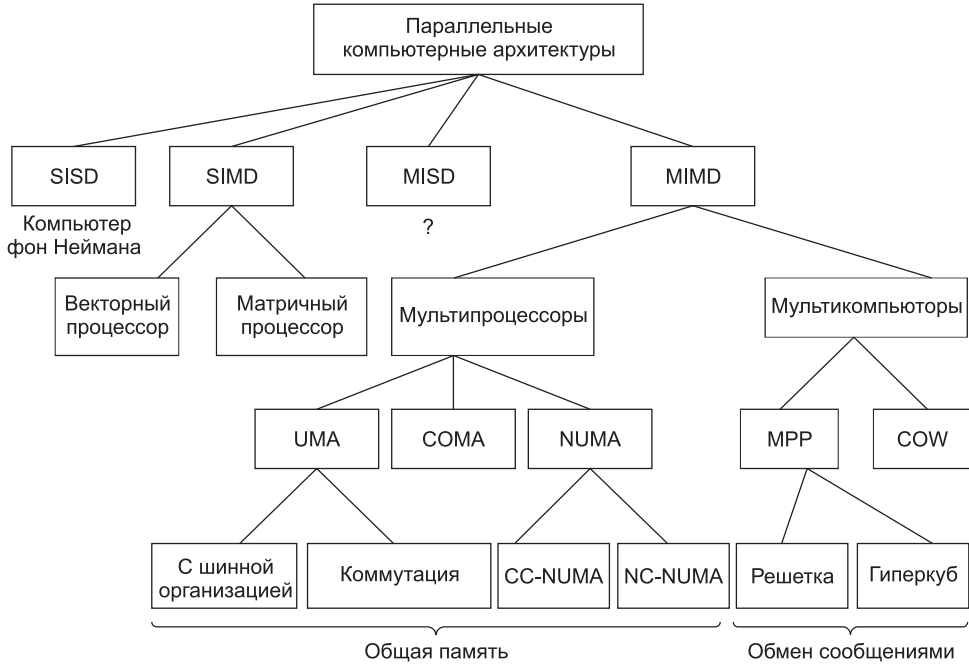 Параллельные
компьютерные архитектуры
SISD
SIMD
MISD
MIMD
Компьютер
фон Неймана
?
Векторный
процессор
Матричный
процессор
Мультипроцессоры
Мультикомпьюторы
UMA
COMA
NUMA
MPP
COW
С шинной
организацией
Коммутация
CC-NUMA
NC-NUMA
Решетка
Гиперкуб
Общая память
Обмен сообщениями